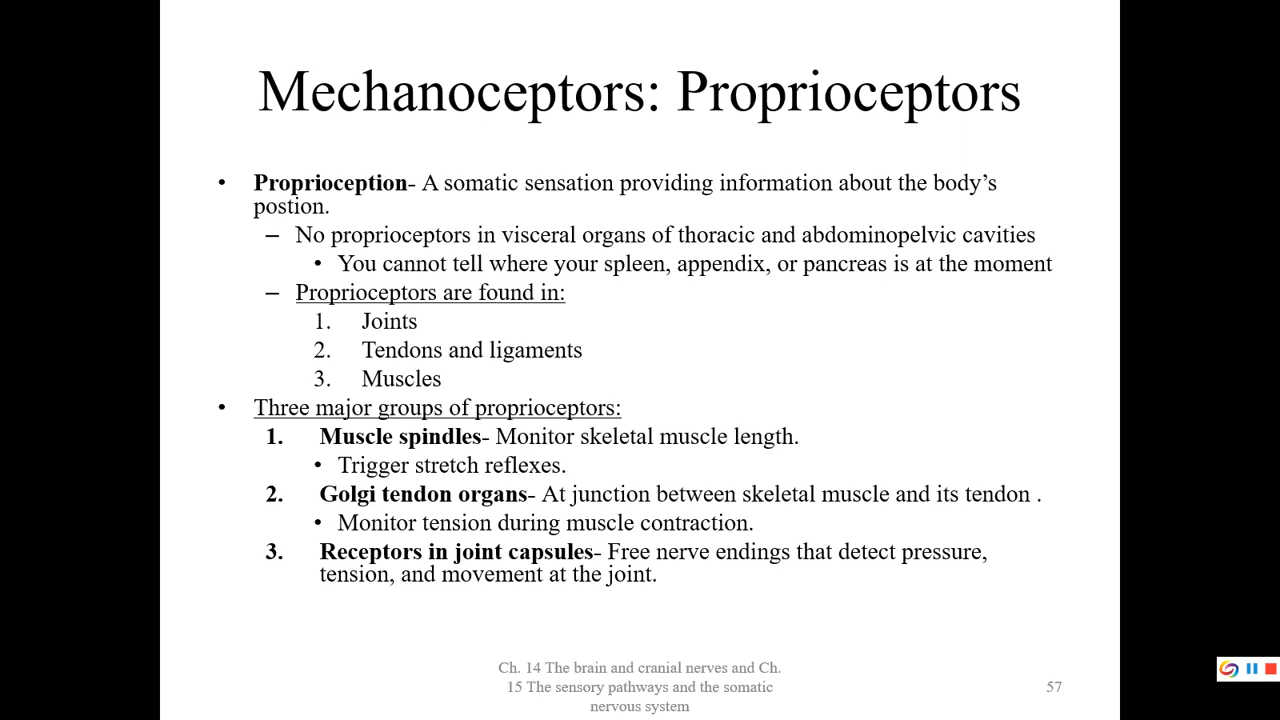 Mechanoceptors: Proprioceptors
• Proprioception- A somatic sensation providing information about the body’s
postion.
– No proprioceptors in visceral organs of thoracic and abdominopelvic cavities
• You cannot tell where your spleen, appendix, or pancreas is at the moment
– Proprioceptors are found in:
1. Joints
2. Tendons and ligaments
3. Muscles
• Three major groups of proprioceptors:
1. Muscle spindles- Monitor skeletal muscle length.
• Trigger stretch reflexes.
2. Golgi tendon organs- At junction between skeletal muscle and its tendon .
• Monitor tension during muscle contraction.
3. Receptors in joint capsules- Free nerve endings that detect pressure,
tension, and movement at the joint.
Ch. 14 The brain and cranial nerves and Ch.
15 The sensory pathways and the somatic
nervous system
57